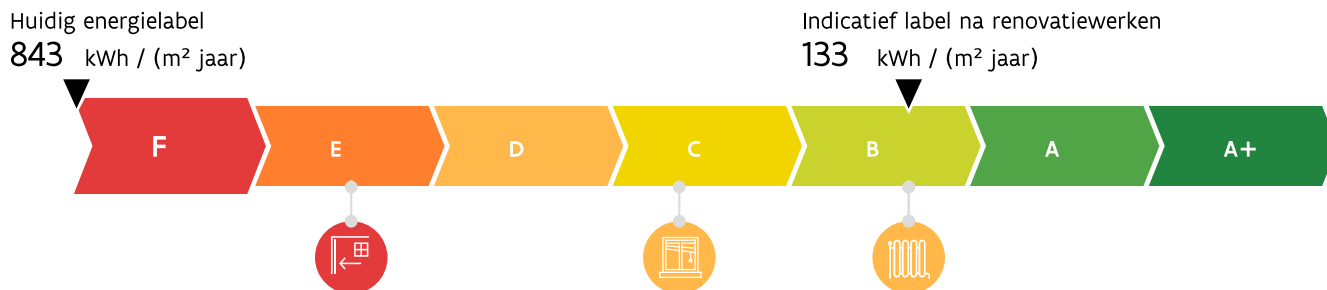 Huidig energielabel
843 kWh / (m² jaar)
Indicatief label na renovatiewerken
133 kWh / (m² jaar)
F E D C B A A+